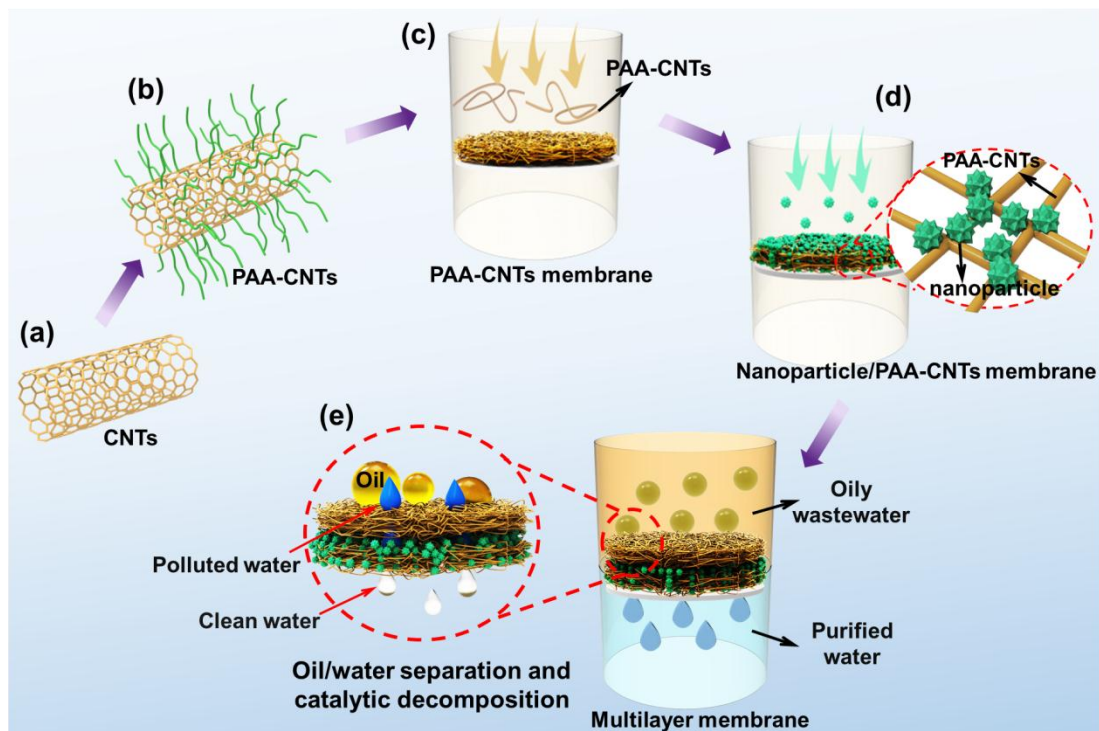 (a)
CNTs
(b)
PAA-CNTs
(c)
PAA-CNTs
PAA-CNTs membrane
(d)
PAA-CNTs
nanoparticle
Nanoparticle/PAA-CNTs membrane
(e)
Oil
Polluted water
Clean water
Oil/water separation and
catalytic decomposition
Oily
wastewater
Purified
water
Multilayer membrane